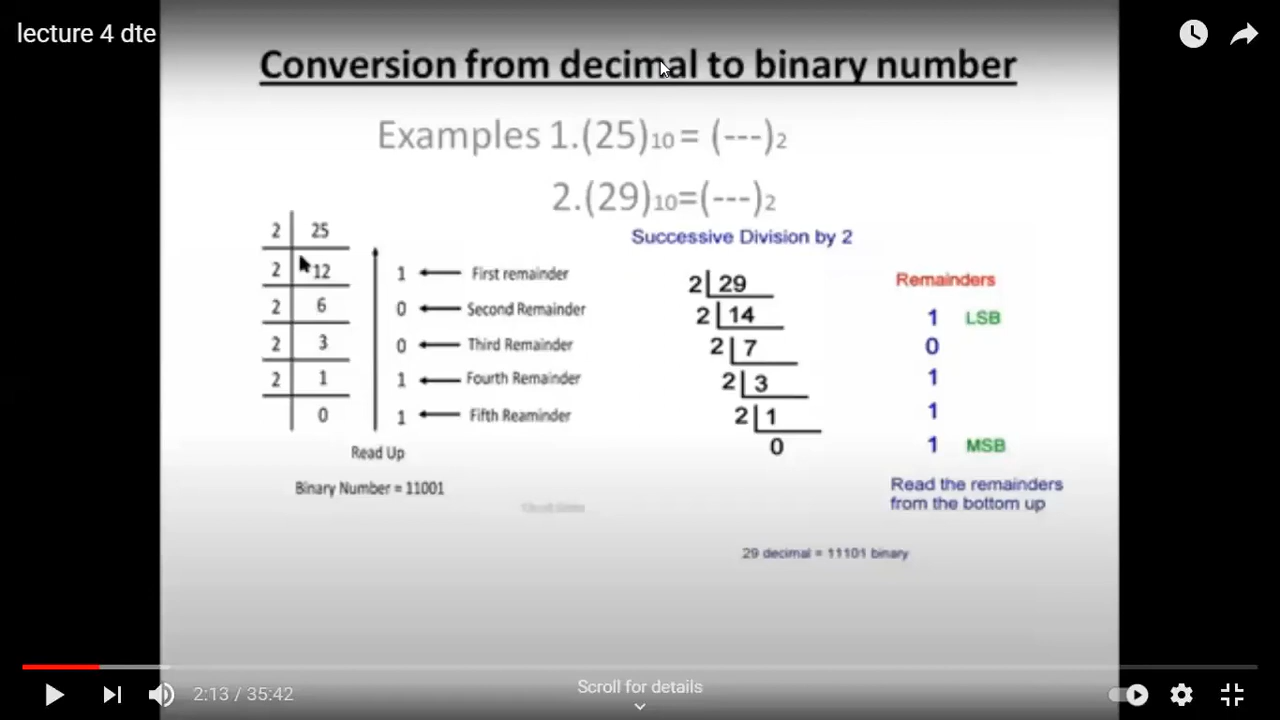 lecture 4 dte
Conversion from decimal to binary number
Examples 1.(25)10 = (---)2
2.(29)10=(---)2
2 25
2 12 1 First remainder
2 6 0 Second Remainder
2 3 0 Third Remainder
2 1 1 Fourth Remainder
0 1 Fifth Reaminder
Read Up
Binary Number = 11001
Successive Division by 2
Remainders
2 29
2 14 1 LSB
2 7 0
2 3 1
2 1 1
0 1 MSB
Read the remainders
from the bottom up
29 decimal = 11101 binary
2:13 / 35:42
Scroll for details